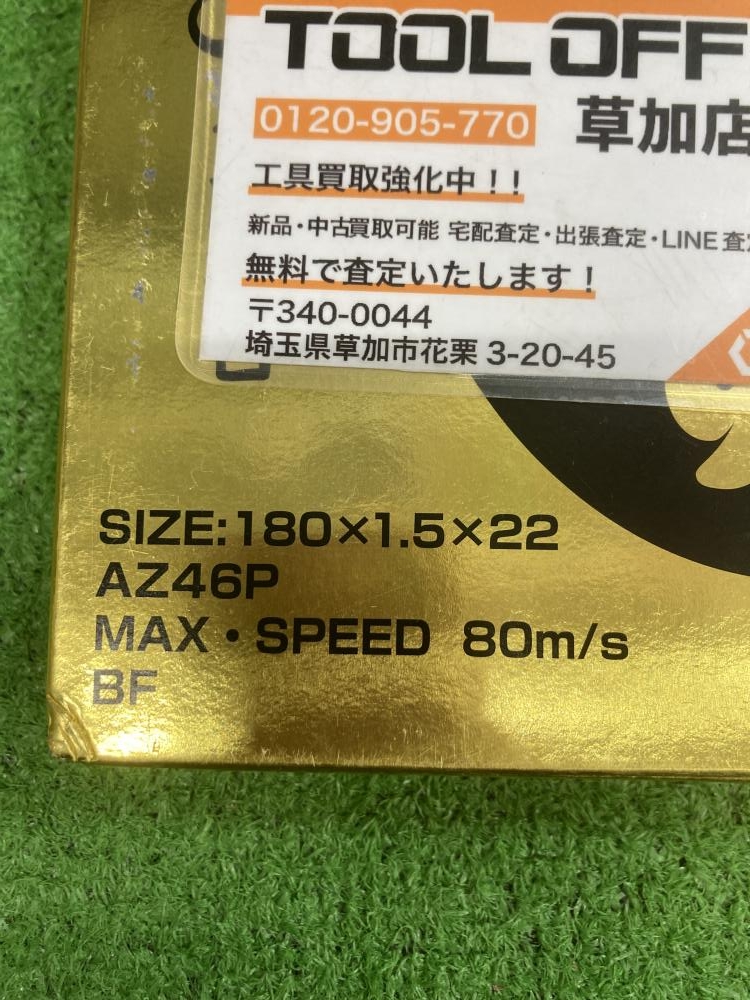 TOOL OFF
0120-905-770 草加店
工具買取強化中!!
新品・中古買取可能 宅配査定・出張査定・LINE査定
無料で査定いたします!
〒340-0044
埼玉県草加市花栗 3-20-45
SIZE:180×1.5×22
AZ46P
MAX・SPEED 80m/s
BF